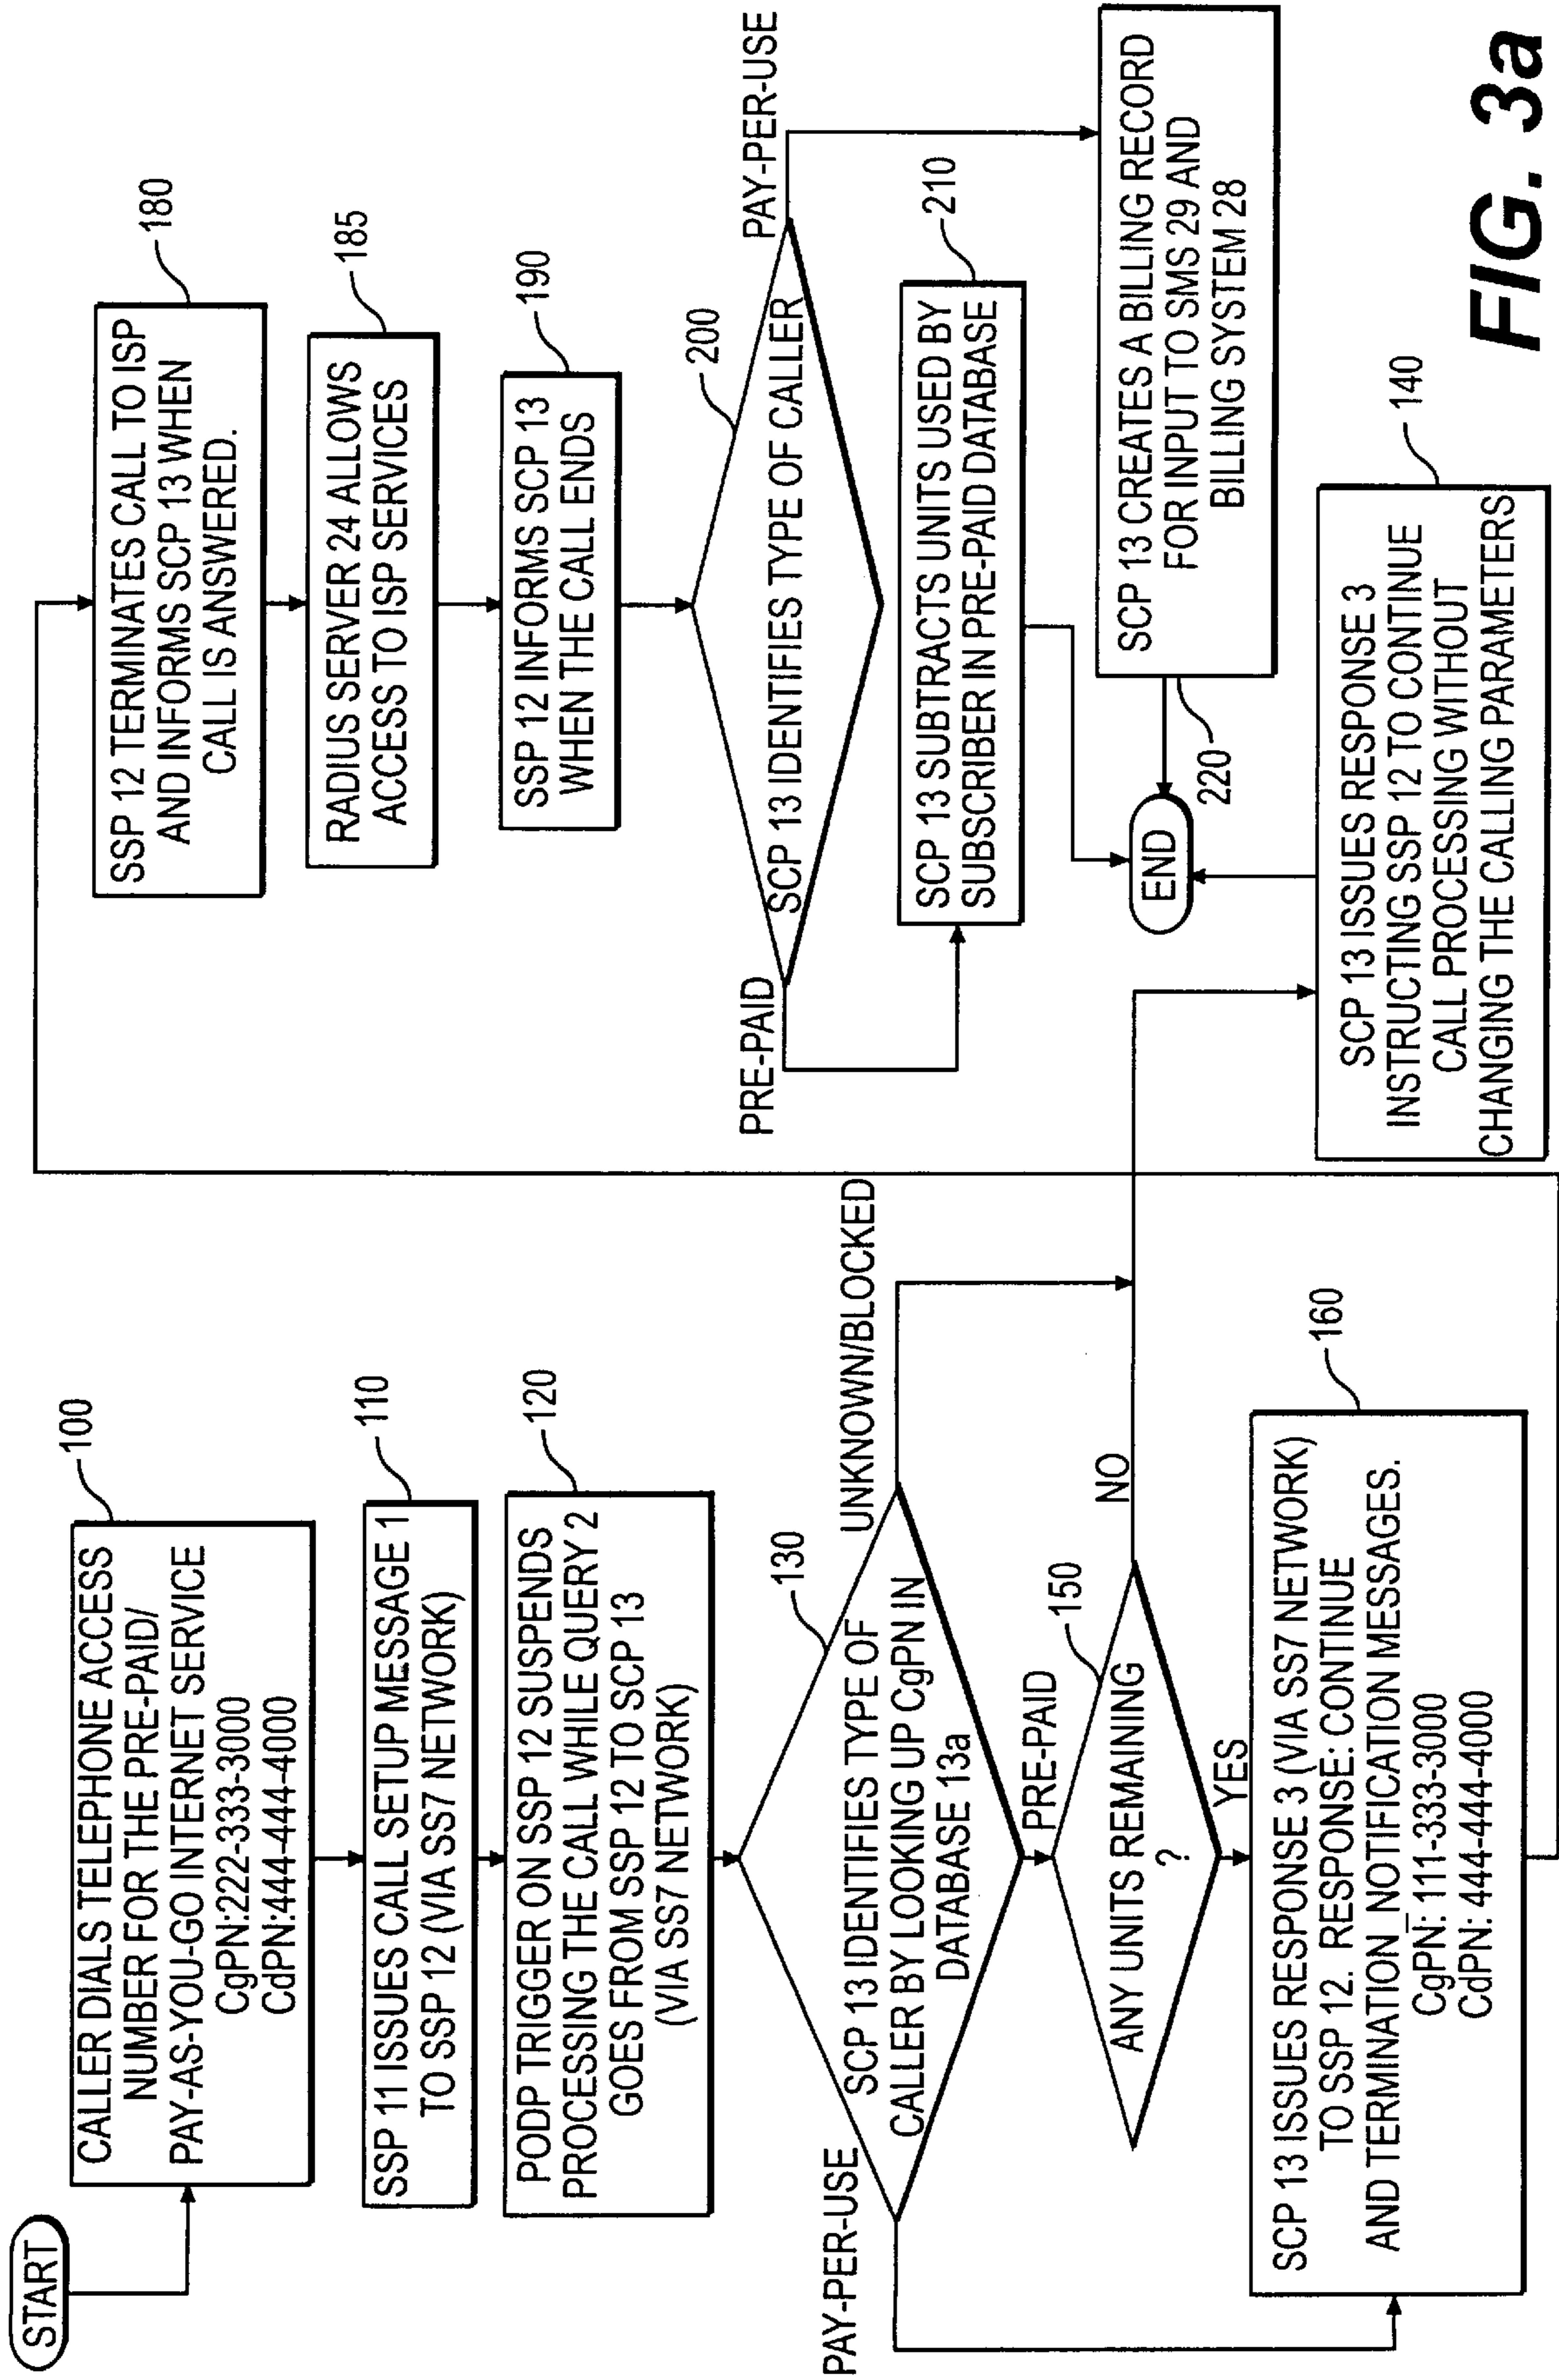 START
100
CALLER DIALS TELEPHONE ACCESS
NUMBER FOR THE PRE-PAID/
PAY-AS-YOU-GO INTERNET SERVICE
CgPN:222-333-3000
CdPN:444-444-4000
110
SSP 11 ISSUES CALL SETUP MESSAGE 1
TO SSP 12 (VIA SS7 NETWORK)
120
PODP TRIGGER ON SSP 12 SUSPENDS
PROCESSING THE CALL WHILE QUERY 2
GOES FROM SSP 12 TO SCP 13
(VIA SS7 NETWORK)
130
SCP 13 IDENTIFIES TYPE OF
CALLER BY LOOKING UP CgPN IN
DATABASE 13a
PAY-PER-USE
UNKNOWN/BLOCKED
PRE-PAID
150
ANY UNITS REMAINING
?
NO
YES
160
SCP 13 ISSUES RESPONSE 3 (VIA SS7 NETWORK)
TO SSP 12. RESPONSE: CONTINUE
AND TERMINATION NOTIFICATION MESSAGES.
CgPN: 111-333-3000
CdPN: 444-444-4000
180
SSP 12 TERMINATES CALL TO ISP
AND INFORMS SCP 13 WHEN
CALL IS ANSWERED.
185
RADIUS SERVER 24 ALLOWS
ACCESS TO ISP SERVICES
190
SSP 12 INFORMS SCP 13
WHEN THE CALL ENDS
200
SCP 13 IDENTIFIES TYPE OF CALLER
PRE-PAID
PAY-PER-USE
210
SCP 13 SUBTRACTS UNITS USED BY
SUBSCRIBER IN PRE-PAID DATABASE
SCP 13 CREATES A BILLING RECORD
FOR INPUT TO SMS 29 AND
BILLING SYSTEM 28
220
END
140
SCP 13 ISSUES RESPONSE 3
INSTRUCTING SSP 12 TO CONTINUE
CALL PROCESSING WITHOUT
CHANGING THE CALLING PARAMETERS
FIG. 3a